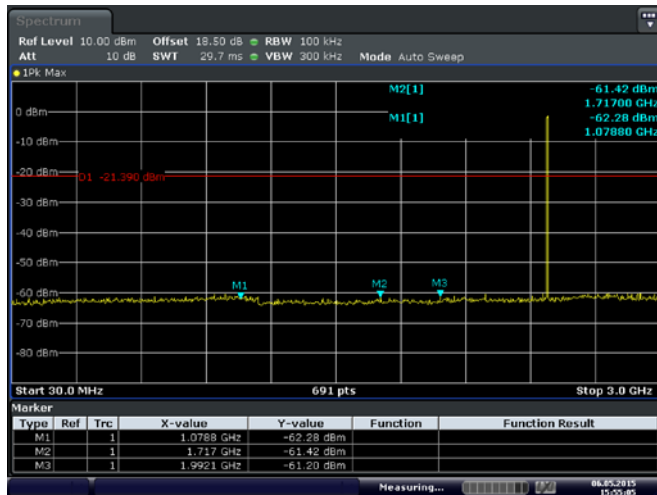 Spectrum
Ref Level 10.00 dBm Offset 18.50 dB RBW 100 kHz
Att 10 dB SWT 29.7 ms VBW 300 kHz Mode Auto Sweep
1Pk Max
M2[1] -61.42 dBm
1.71700 GHz
0 dBm
M1[1] -62.28 dBm
1.07880 GHz
-10 dBm
-20 dBm
D1 -21.390 dBm
-30 dBm
-40 dBm
-50 dBm
M1 M2 M3
-60 dBm
-70 dBm
-80 dBm
Start 30.0 MHz 691 pts Stop 3.0 GHz
Marker
Type Ref Trc X-value Y-value Function Function Result
M1 1 1.0788 GHz -62.28 dBm
M2 1 1.717 GHz -61.42 dBm
M3 1 1.9921 GHz -61.20 dBm
Measuring... 06.05.2015
15:55:05